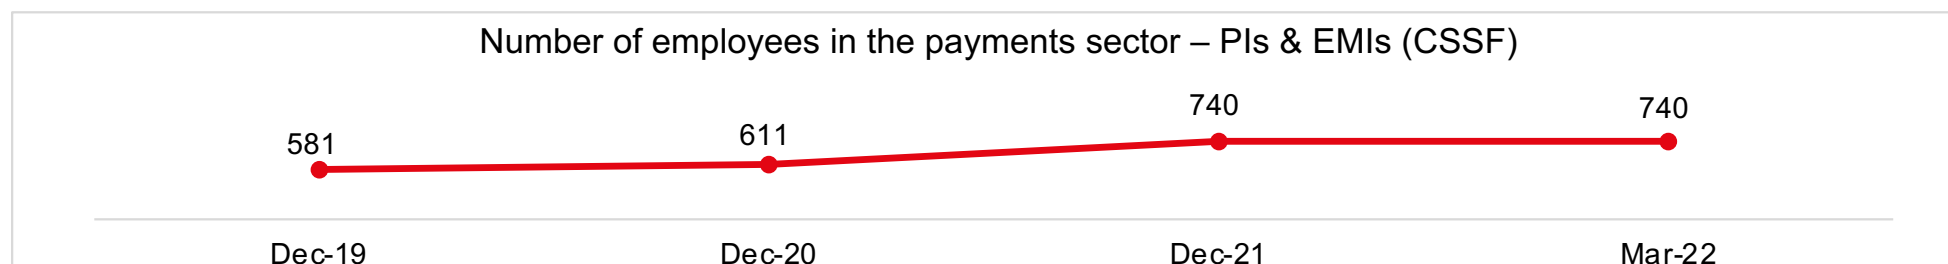 Number of employees in the payments sector – PIs & EMIs (CSSF)
581
611
740
740
Dec-19
Dec-20
Dec-21
Mar-22